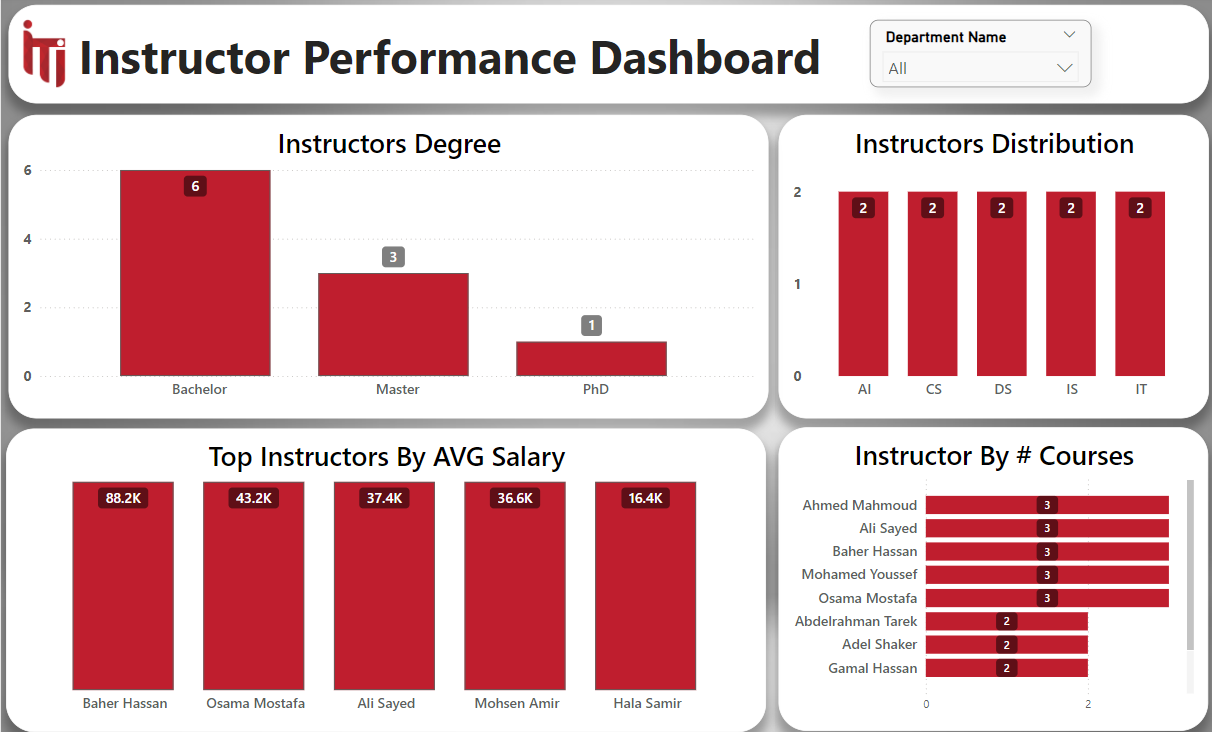 iTi
Instructor Performance Dashboard
Department Name
All
Instructors Degree
6
4
2
0
6
3
1
Bachelor
Master
PhD
Instructors Distribution
2
1
0
2
2
2
2
2
AI
CS
DS
IS
IT
Top Instructors By AVG Salary
88.2K
43.2K
37.4K
36.6K
16.4K
Baher Hassan
Osama Mostafa
Ali Sayed
Mohsen Amir
Hala Samir
Instructor By # Courses
Ahmed Mahmoud 3
Ali Sayed 3
Baher Hassan 3
Mohamed Youssef 3
Osama Mostafa 3
Abdelrahman Tarek 2
Adel Shaker 2
Gamal Hassan 2
0
2